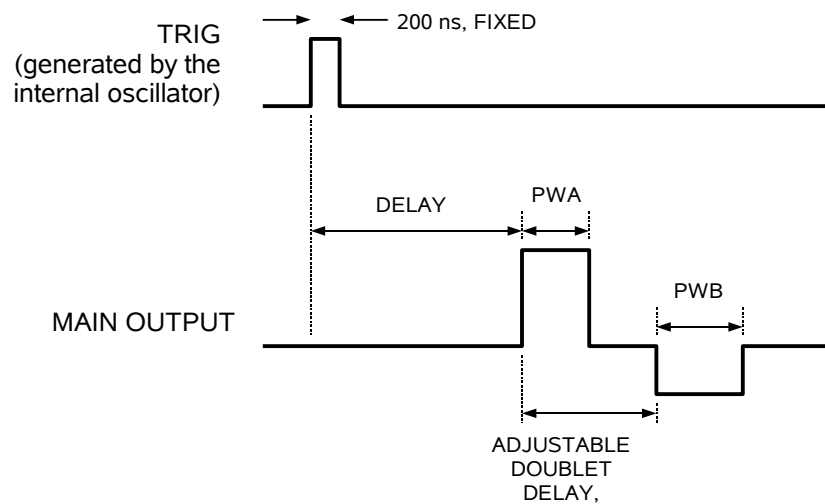 200 ns, FIXED
TRIG
(generated by the
internal oscillator)
DELAY
PWA
PWB
MAIN OUTPUT
ADJUSTABLE
DOUBLET
DELAY,